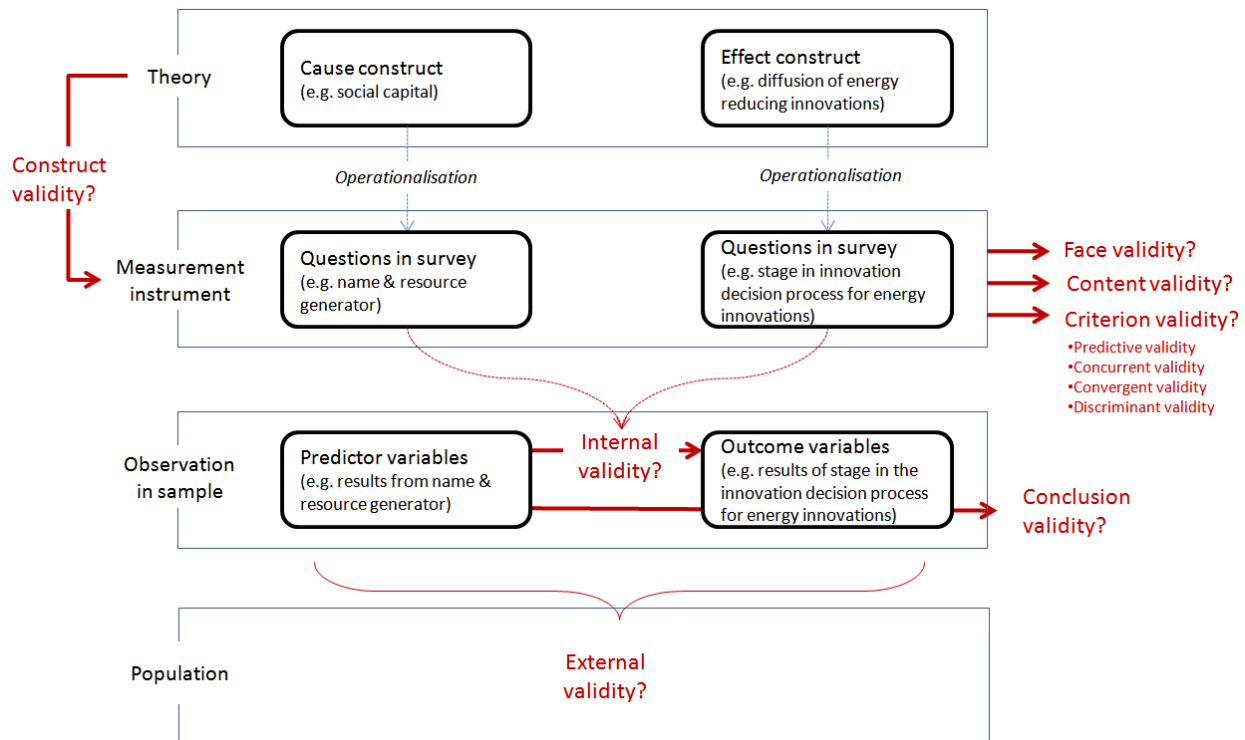 Theory
Cause construct
(e.g. social capital)
Effect construct
(e.g. diffusion of energy
reducing innovations)
Construct
validity?
Operationalisation
Operationalisation
Measurement
instrument
Questions in survey
(e.g. name & resource
generator)
Questions in survey
(e.g. stage in innovation
decision process for energy
innovations)
Face validity?
Content validity?
Criterion validity?
•Predictive validity
•Concurrent validity
•Convergent validity
•Discriminant validity
Observation
in sample
Predictor variables
(e.g. results from name &
resource generator)
Internal
validity?
Outcome variables
(e.g. results of stage in the
innovation decision process
for energy innovations)
Conclusion
validity?
Population
External
validity?